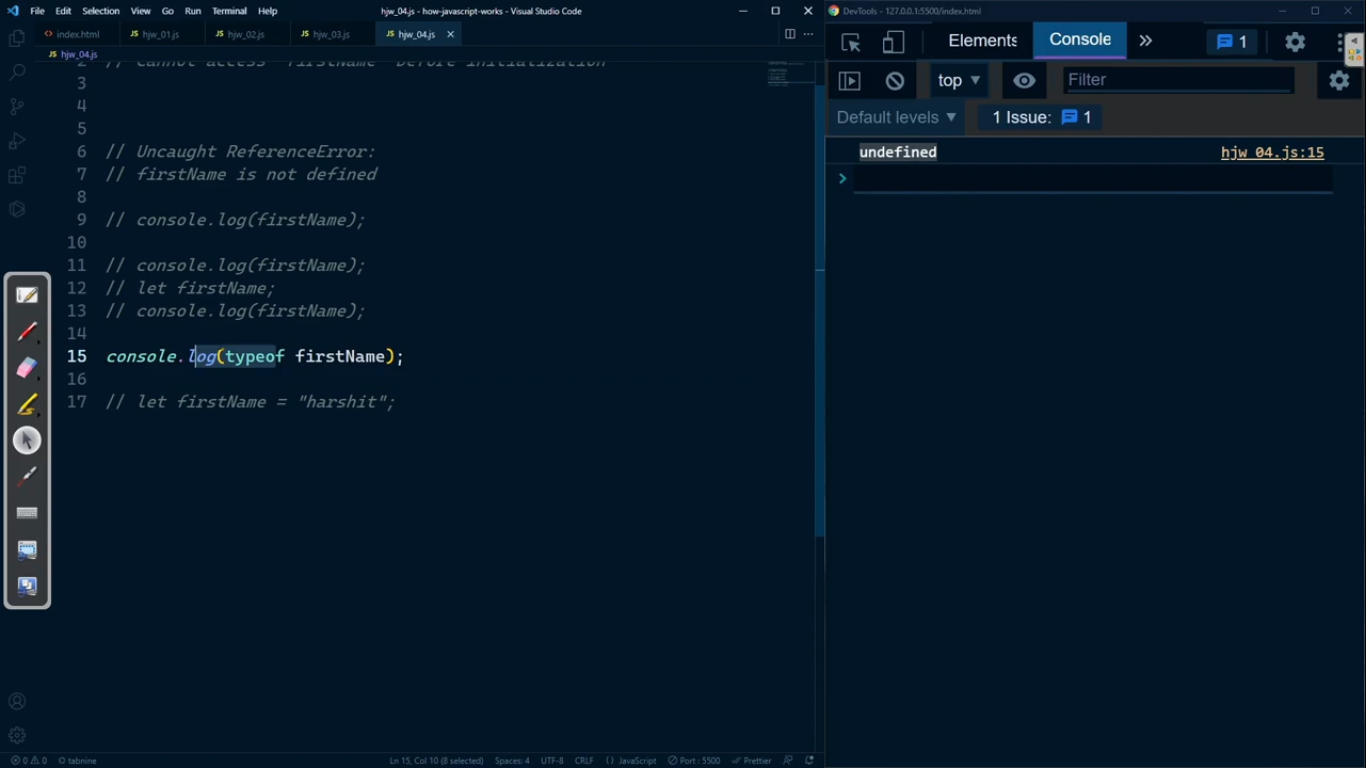 File Edit Selection View Go Run Terminal Help
hjw_04.js - how-javascript-works - Visual Studio Code
index.html
JS hjw_01.js
JS hjw_02.js
JS hjw_03.js
JS hjw_04.js
JS hjw_04.js
2 // Cannot access 'firstName' before initialization
3
4
5
6 // Uncaught ReferenceError:
7 // firstName is not defined
8
9 // console.log(firstName);
10
11 // console.log(firstName);
12 // let firstName;
13 // console.log(firstName);
14
15 console.log(typeof firstName);
16
17 // let firstName = "harshit";
0 0 tabnine
Ln 15, Col 10 (8 selected) Spaces: 4 UTF-8 CRLF JavaScript Port : 5500 Prettier
DevTools - 127.0.0.1:5500/index.html
Elements Console 1
top Filter
Default levels 1 Issue: 1
undefined hjw_04.js:15